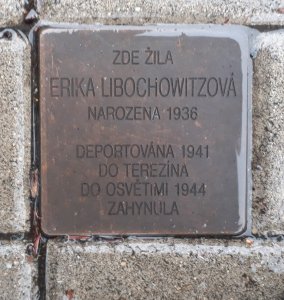 ZDE ŽILA
ERIKA LIBOCHOWITZOVÁ
NAROZENA 1936
DEPORTOVÁNA 1941
DO TEREZÍNA
DO OSVĚTIMI 1944
ZAHYNULA